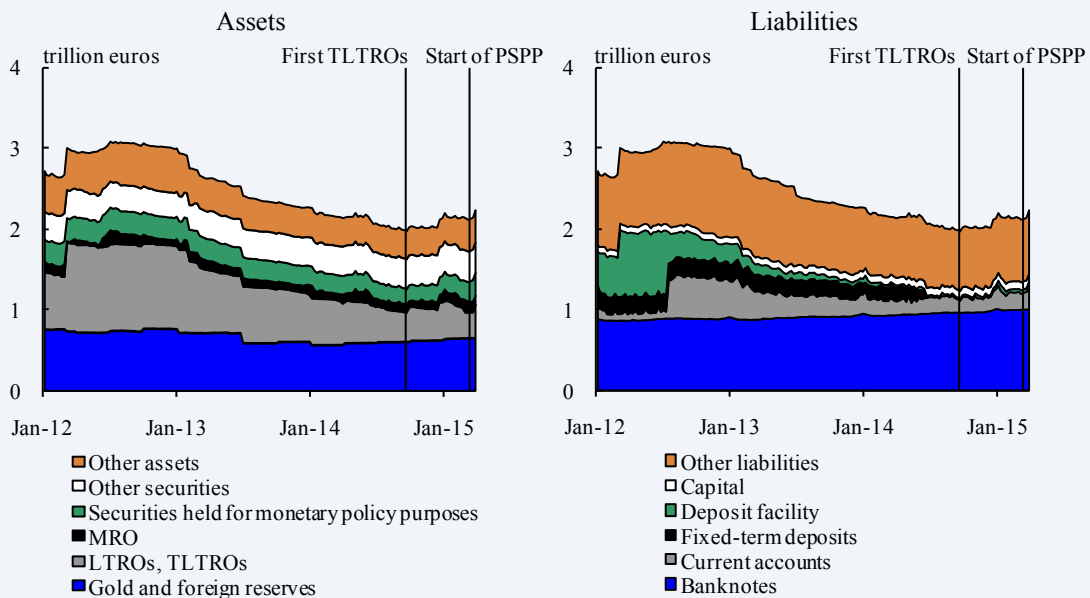 Assets
trillion euros
First TLTROs
Start of PSPP
4
3
2
1
0
Jan-12
Jan-13
Jan-14
Jan-15
Other assets
Other securities
Securities held for monetary policy purposes
MRO
LTROs, TLTROs
Gold and foreign reserves
Liabilities
trillion euros
First TLTROs
Start of PSPP
4
3
2
1
0
Jan-12
Jan-13
Jan-14
Jan-15
Other liabilities
Capital
Deposit facility
Fixed-term deposits
Current accounts
Banknotes